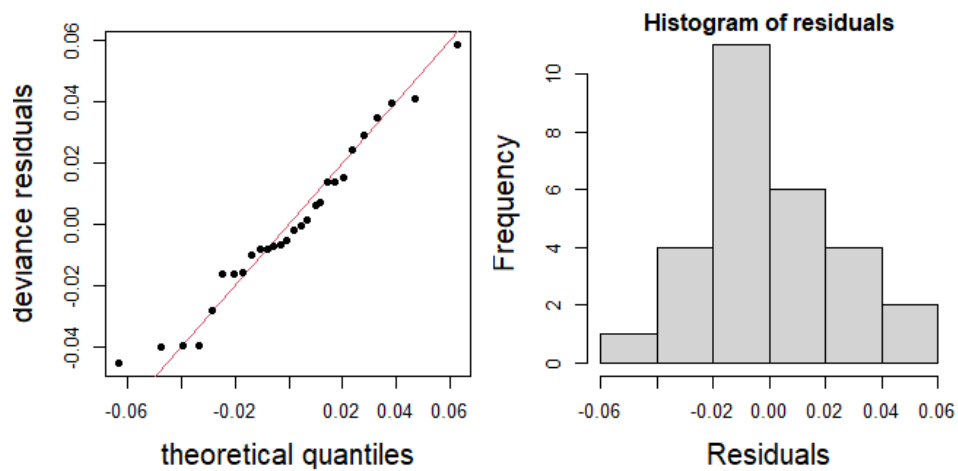 deviance residuals
0.06
0.04
0.02
0.00
-0.02
-0.04
-0.06 -0.02 0.02 0.04 0.06
theoretical quantiles
Histogram of residuals
Frequency
10
8
6
4
2
0
-0.06 -0.02 0.00 0.02 0.04 0.06
Residuals